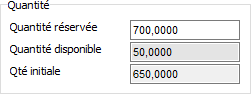 Quantité
Quantité réservée 700,0000
Quantité disponible 50,0000
Qté initiale 650,0000